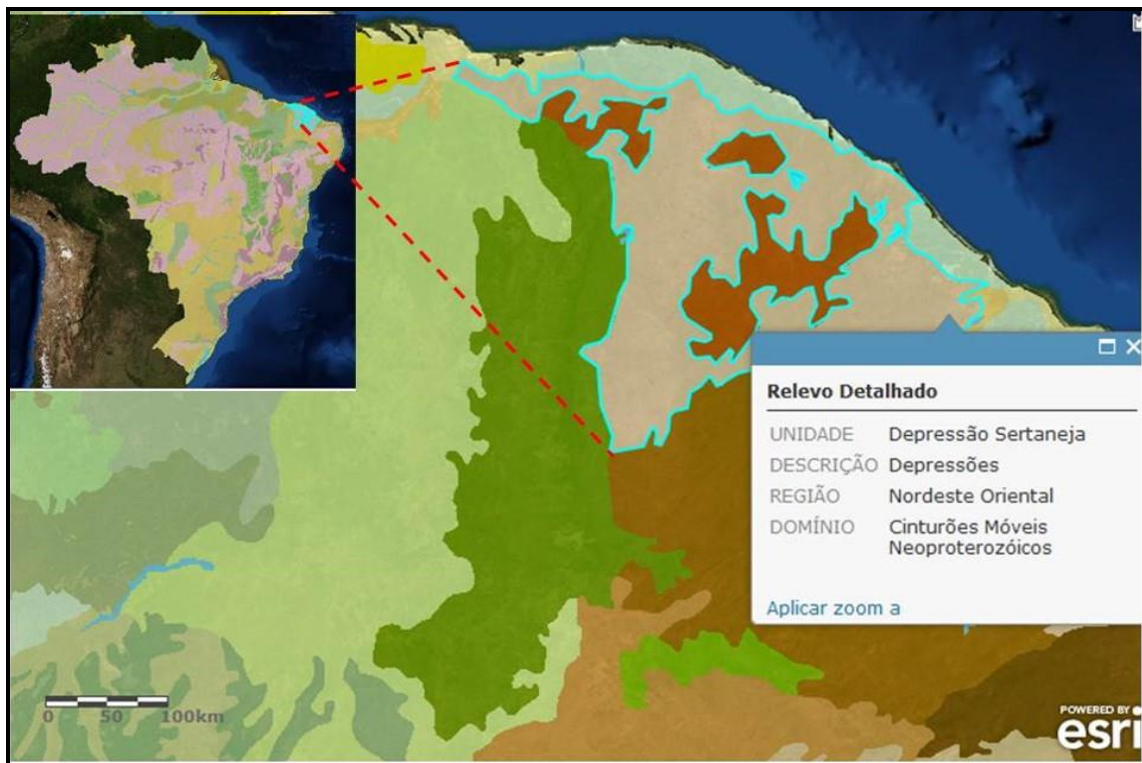 Relevo Detalhado
UNIDADE Depressão Sertaneja
DESCRIÇÃO Depressões
REGIÃO Nordeste Oriental
DOMÍNIO Cinturões Móveis
Neoproterozóicos
Aplicar zoom a
0 50 100km
POWERED BY
esri